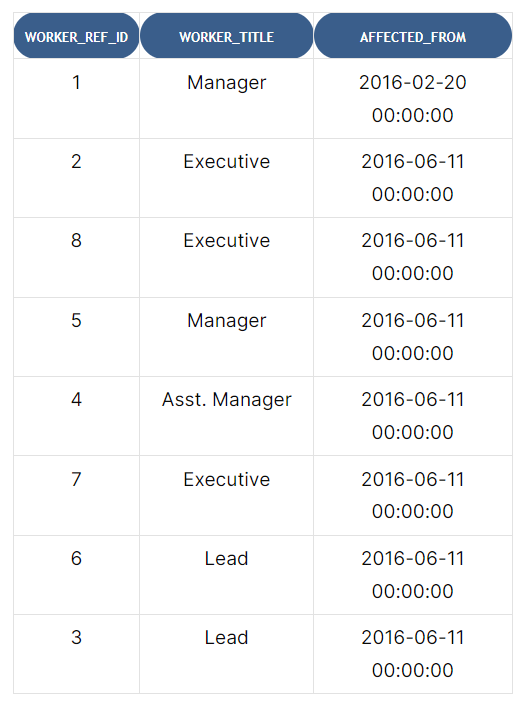 WORKER_REF_ID WORKER_TITLE AFFECTED_FROM
1 Manager 2016-02-20
00:00:00
2 Executive 2016-06-11
00:00:00
8 Executive 2016-06-11
00:00:00
5 Manager 2016-06-11
00:00:00
4 Asst. Manager 2016-06-11
00:00:00
7 Executive 2016-06-11
00:00:00
6 Lead 2016-06-11
00:00:00
3 Lead 2016-06-11
00:00:00